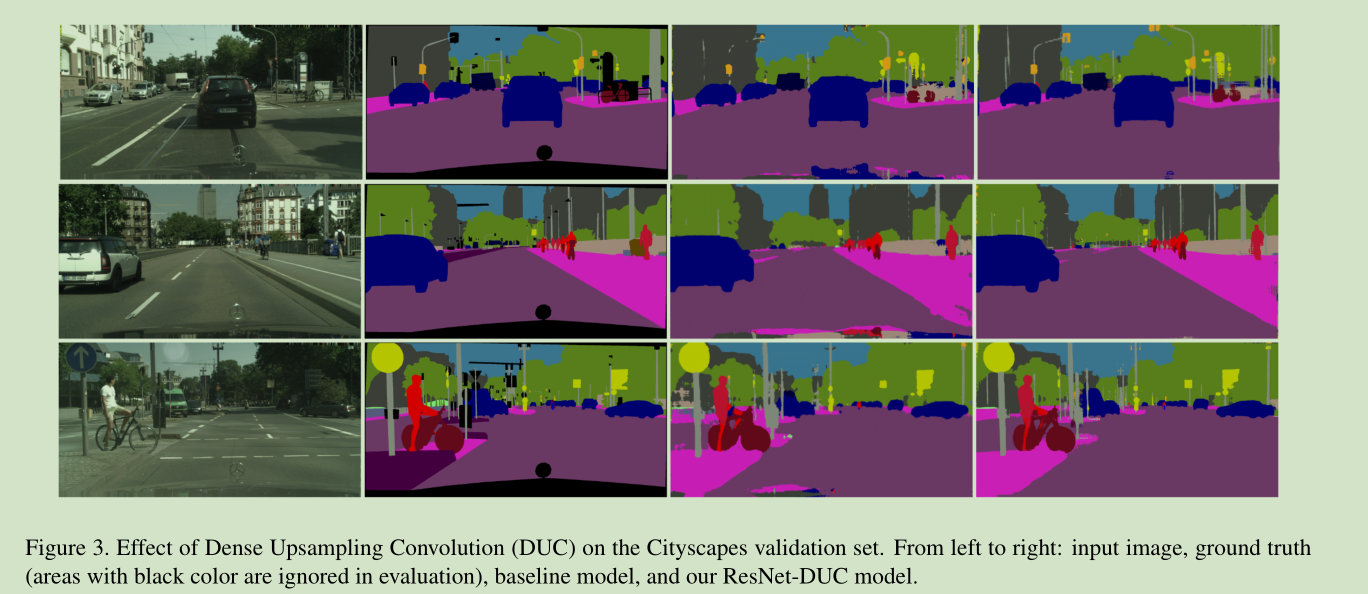 Figure 3. Effect of Dense Upsampling Convolution (DUC) on the Cityscapes validation set. From left to right: input image, ground truth
(areas with black color are ignored in evaluation), baseline model, and our ResNet-DUC model.